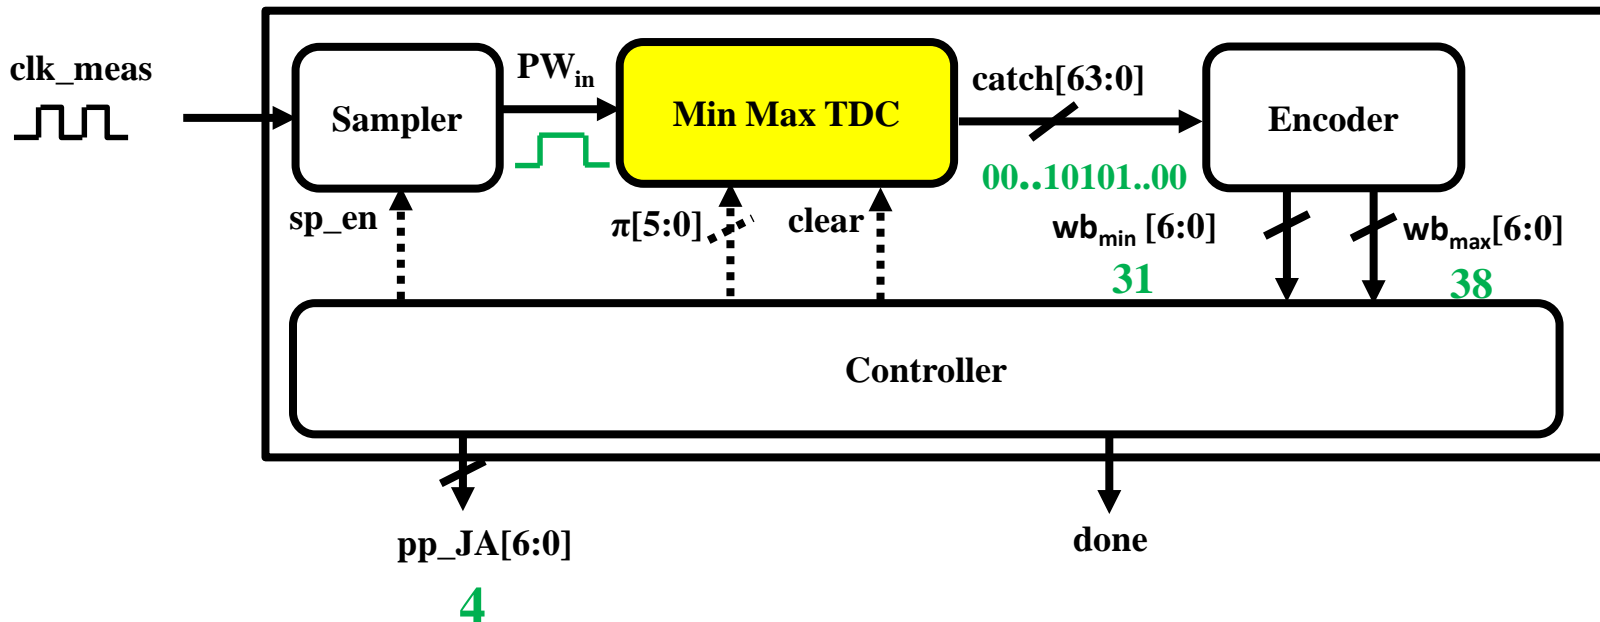 clk_meas
Sampler
PWin
Min Max TDC
catch[63:0]
Encoder
00..10101..00
sp_en
π[5:0]
clear
wbmin [6:0]
wbmax[6:0]
31
38
Controller
pp_JA[6:0]
done
4